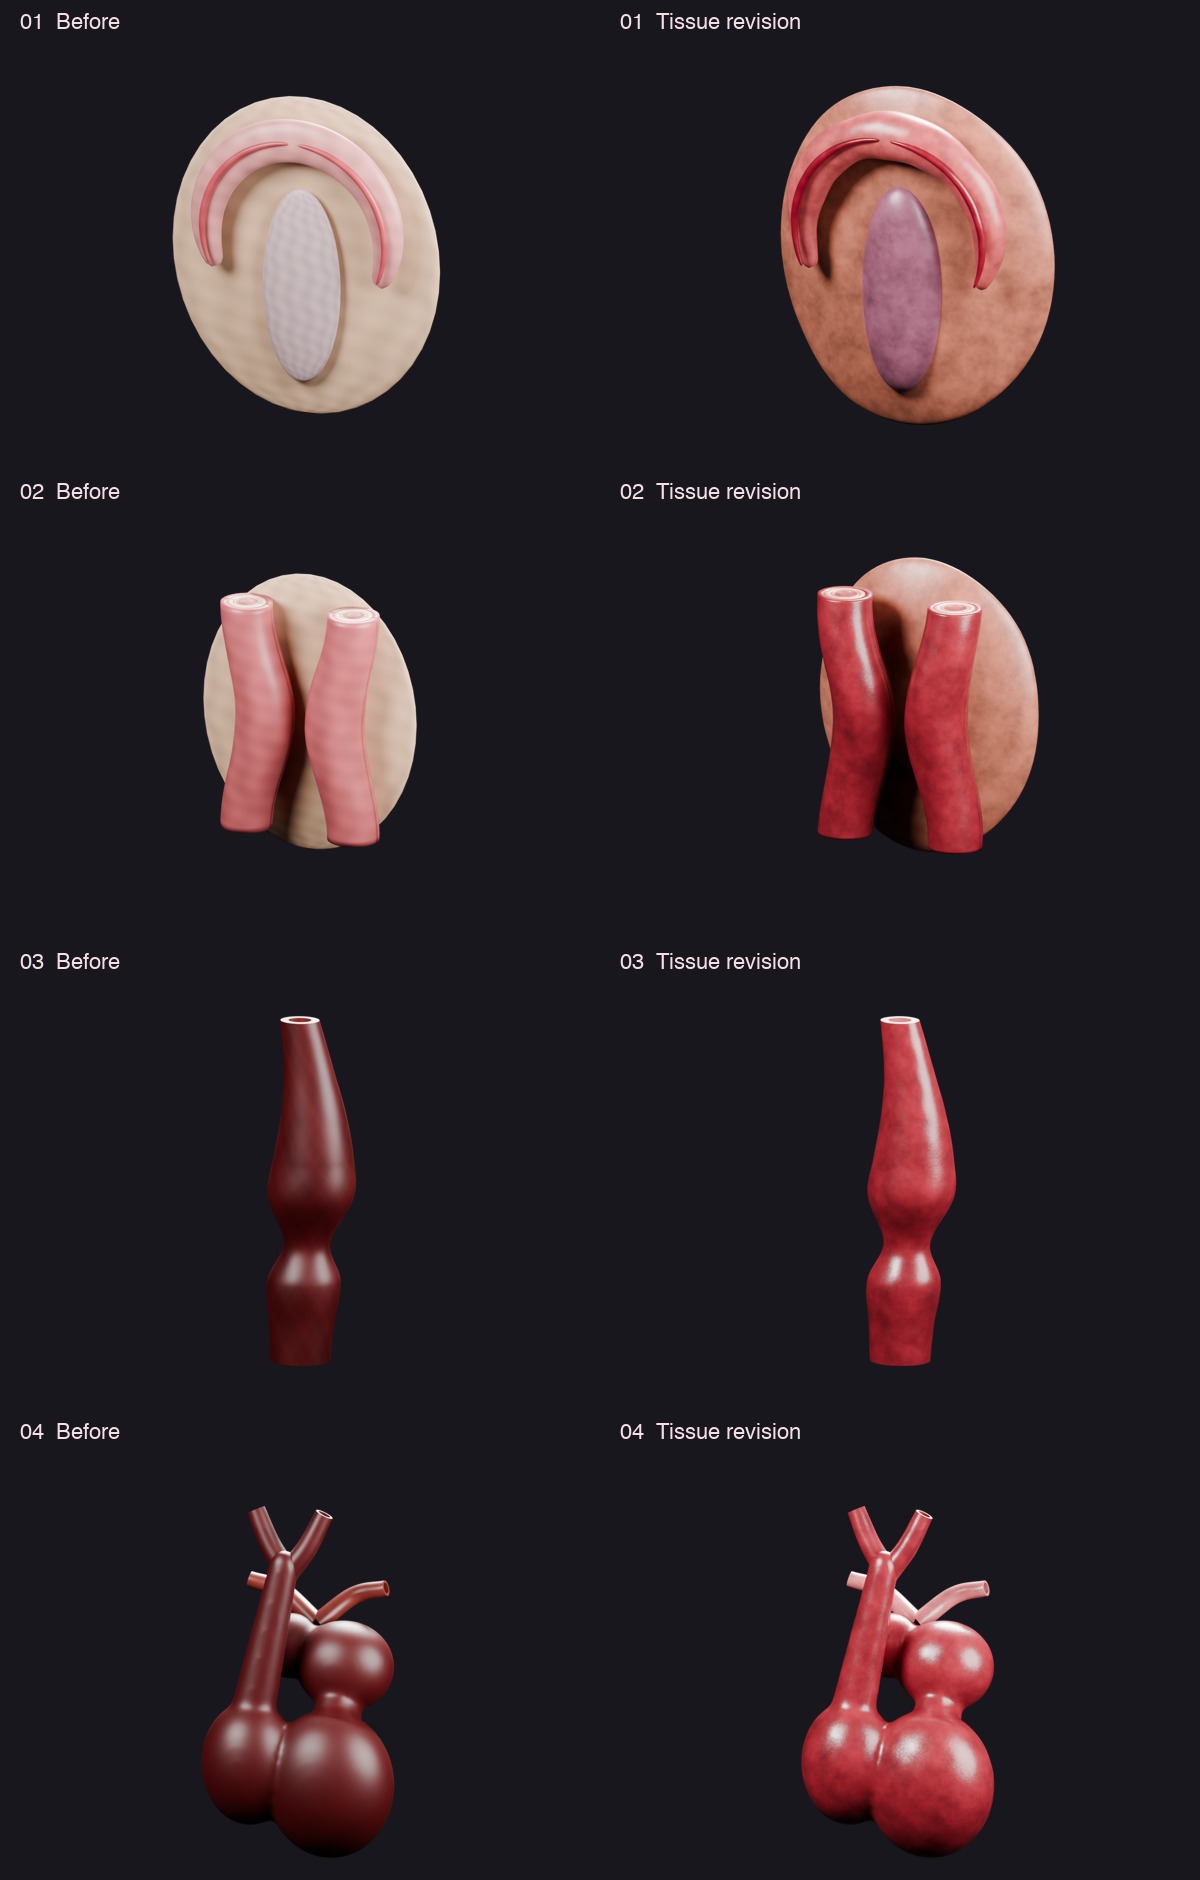 01 Before
01 Tissue revision
02 Before
02 Tissue revision
03 Before
03 Tissue revision
04 Before
04 Tissue revision